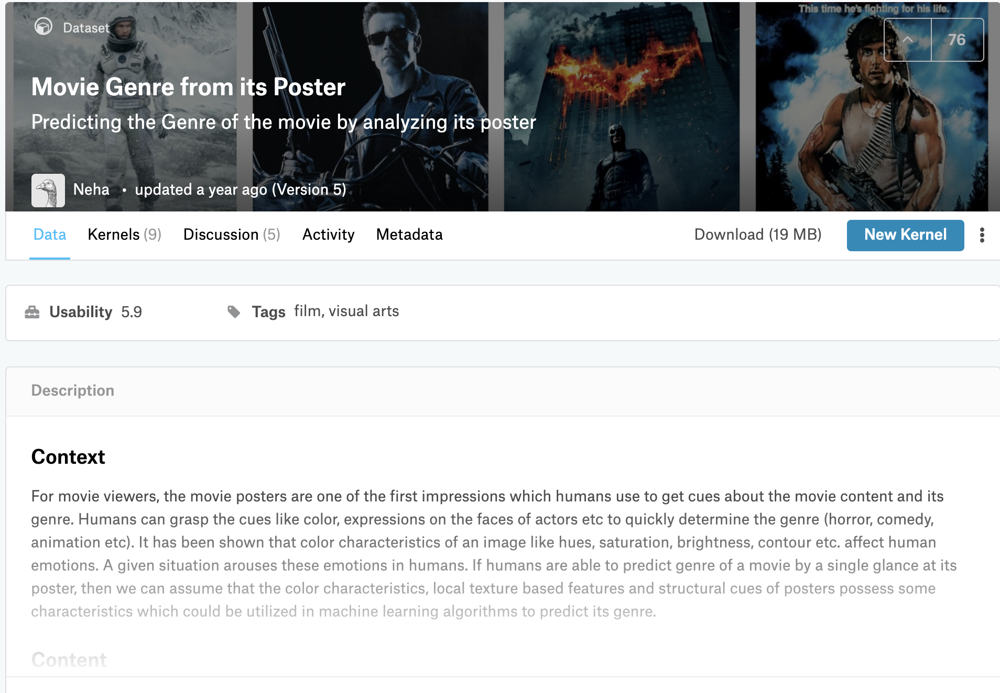 This time he's fighting for his life.
Dataset
76
Movie Genre from its Poster
Predicting the Genre of the movie by analyzing its poster
Neha • updated a year ago (Version 5)
Data Kernels (9) Discussion (5) Activity Metadata Download (19 MB) New Kernel
Usability 5.9 Tags film, visual arts
Description
Context
For movie viewers, the movie posters are one of the first impressions which humans use to get cues about the movie content and its
genre. Humans can grasp the cues like color, expressions on the faces of actors etc to quickly determine the genre (horror, comedy,
animation etc). It has been shown that color characteristics of an image like hues, saturation, brightness, contour etc. affect human
emotions. A given situation arouses these emotions in humans. If humans are able to predict genre of a movie by a single glance at its
poster, then we can assume that the color characteristics, local texture based features and structural cues of posters possess some
characteristics which could be utilized in machine learning algorithms to predict its genre.
Content